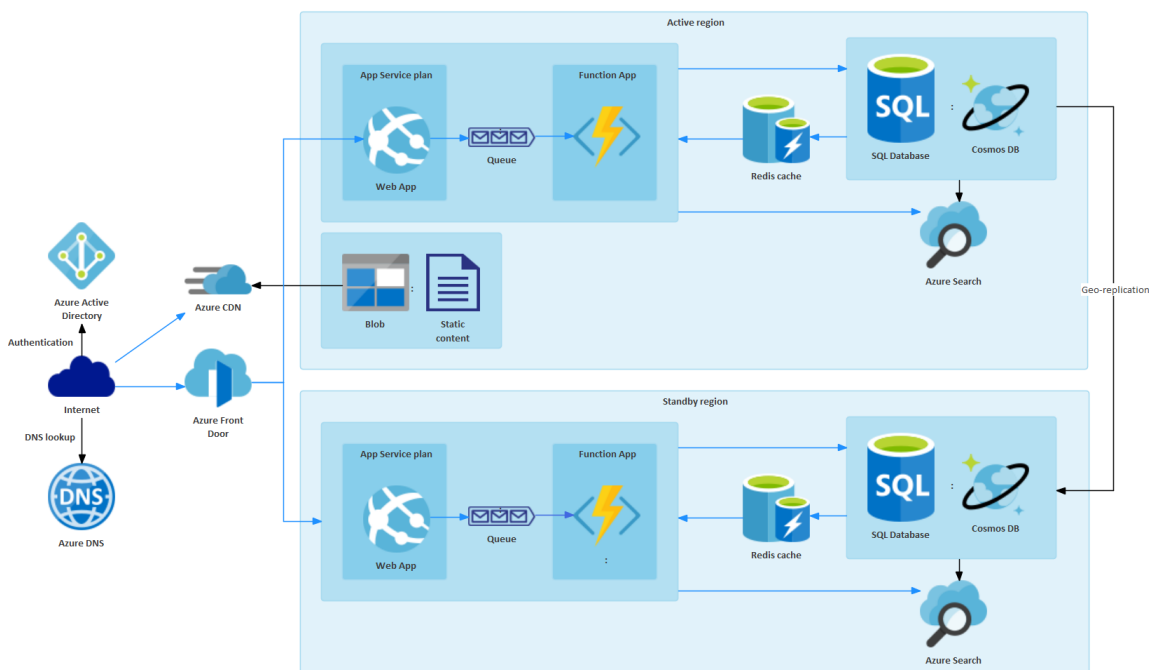 Active region
App Service plan
Function App
SQL
:
Web App
Queue
Redis cache
SQL Database
Cosmos DB
Azure Search
Geo-replication
Azure Active
Directory
Authentication
Internet
DNS lookup
DNS
Azure DNS
Azure CDN
Azure Front
Door
:
Blob
Static
content
Standby region
App Service plan
Function App
SQL
:
Web App
Queue
:
Redis cache
SQL Database
Cosmos DB
Azure Search